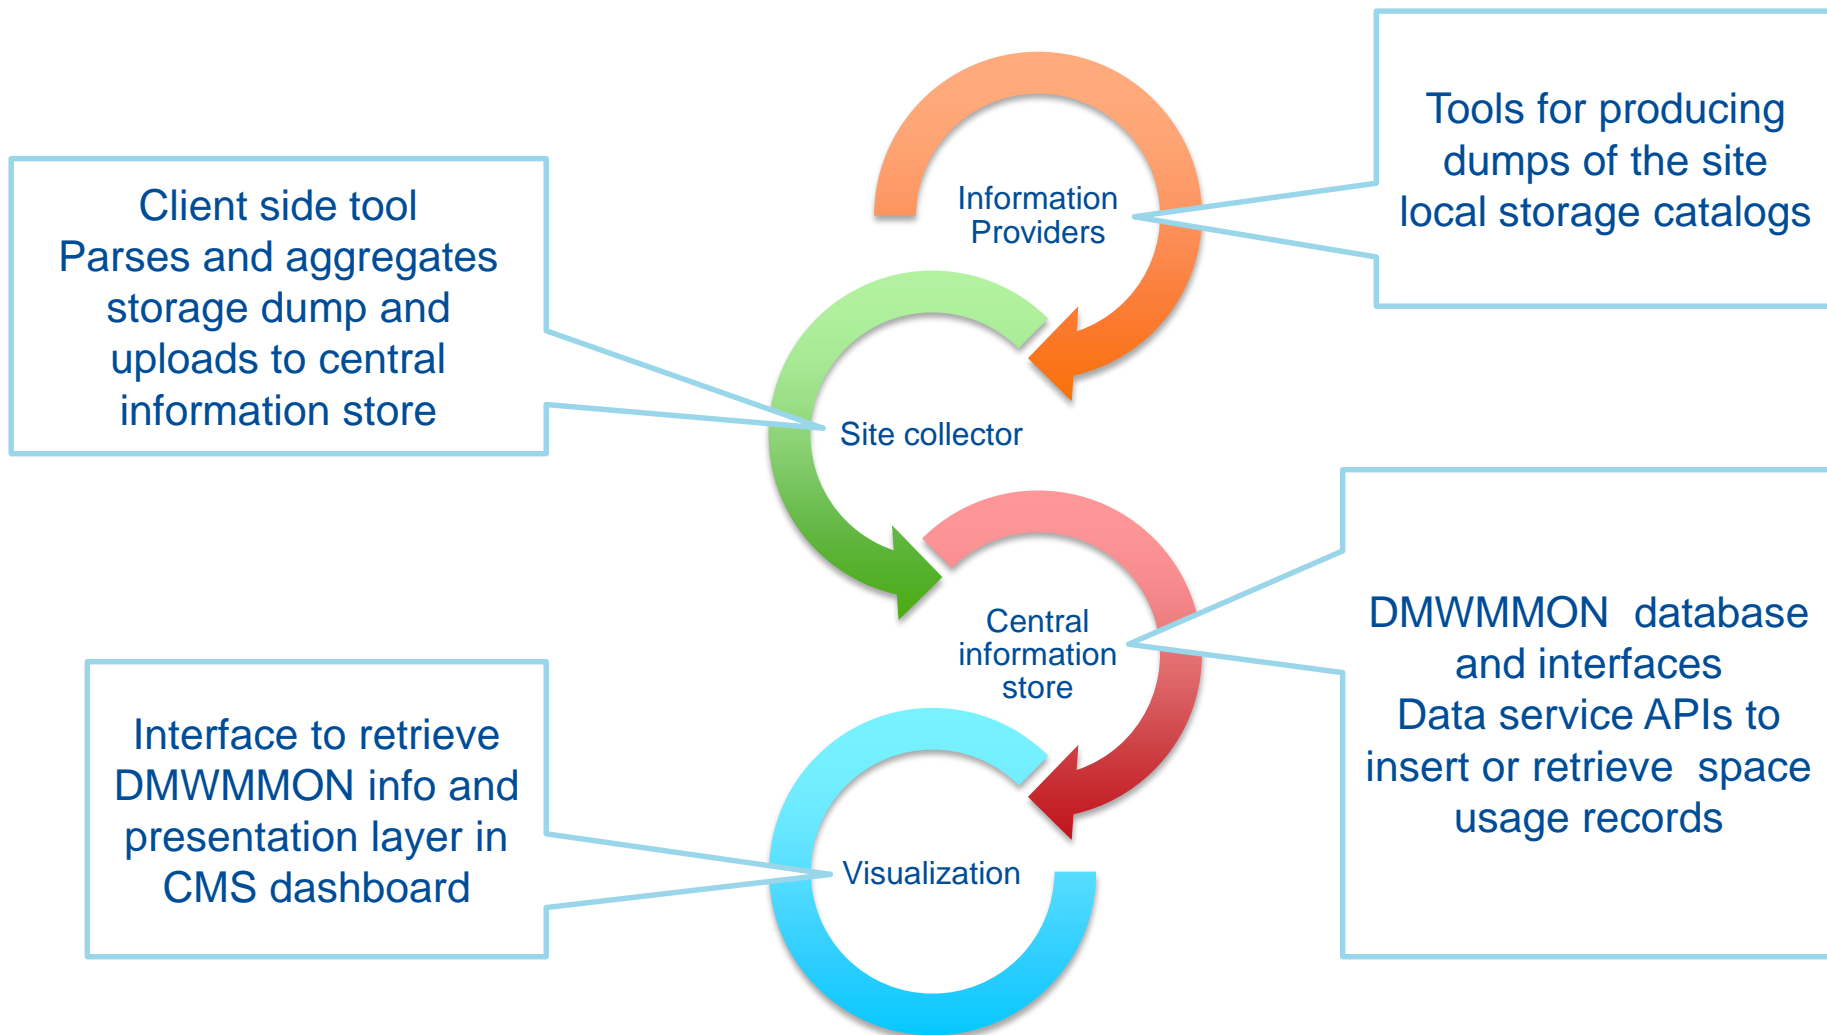 Tools for producing
dumps of the site
local storage catalogs
Information
Providers
Client side tool
Parses and aggregates
storage dump and
uploads to central
information store
Site collector
Central
information
store
DMWMMON  database
and interfaces
Data service APIs to
insert or retrieve  space
usage records
Interface to retrieve
DMWMMON info and
presentation layer in
CMS dashboard
Visualization